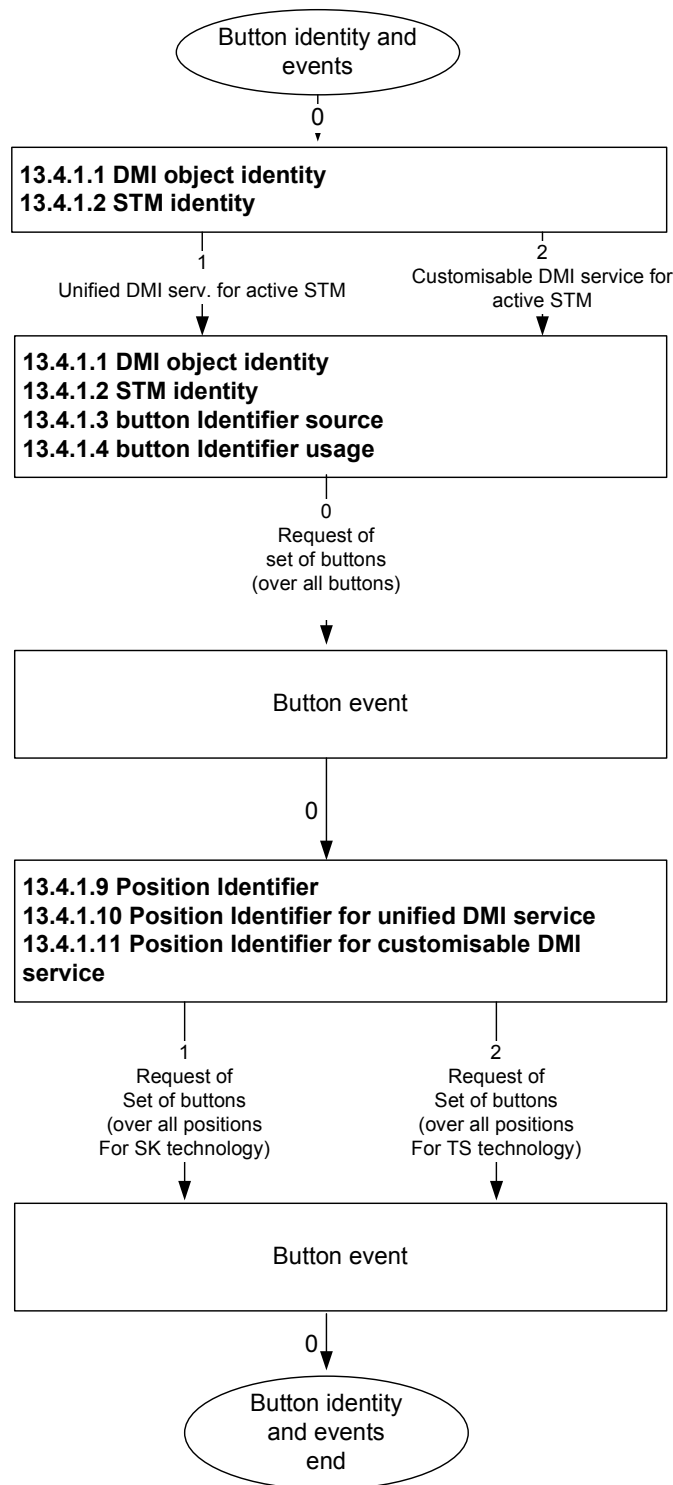 Button identity and
events
0
13.4.1.1 DMI object identity
13.4.1.2 STM identity
1
Unified DMI serv. for active STM
2
Customisable DMI service for
active STM
13.4.1.1 DMI object identity
13.4.1.2 STM identity
13.4.1.3 button Identifier source
13.4.1.4 button Identifier usage
0
Request of
set of buttons
(over all buttons)
Button event
0
13.4.1.9 Position Identifier
13.4.1.10 Position Identifier for unified DMI service
13.4.1.11 Position Identifier for customisable DMI
service
1
Request of
Set of buttons
(over all positions
For SK technology)
2
Request of
Set of buttons
(over all positions
For TS technology)
Button event
0
Button identity
and events
end